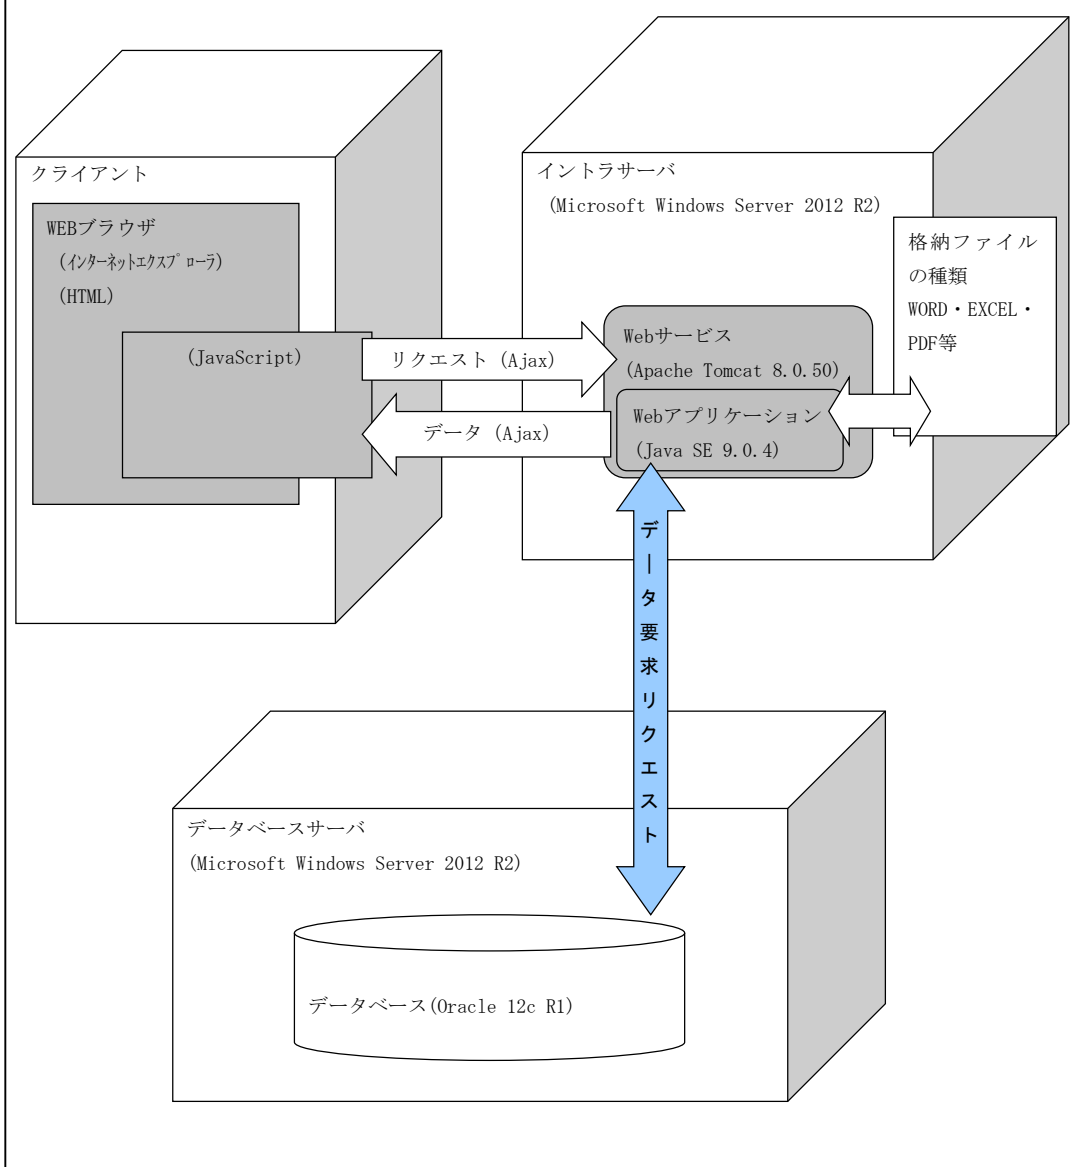 クライアント
WEBブラウザ
(インターネットエクスプローラ)
(HTML)
(JavaScript)
リクエスト (Ajax)
データ (Ajax)
イントラサーバ
(Microsoft Windows Server 2012 R2)
Webサービス
(Apache Tomcat 8.0.50)
Webアプリケーション
(Java SE 9.0.4)
格納ファイル
の種類
WORD・EXCEL・
PDF等
データ要求リクエスト
データベースサーバ
(Microsoft Windows Server 2012 R2)
データベース(Oracle 12c R1)